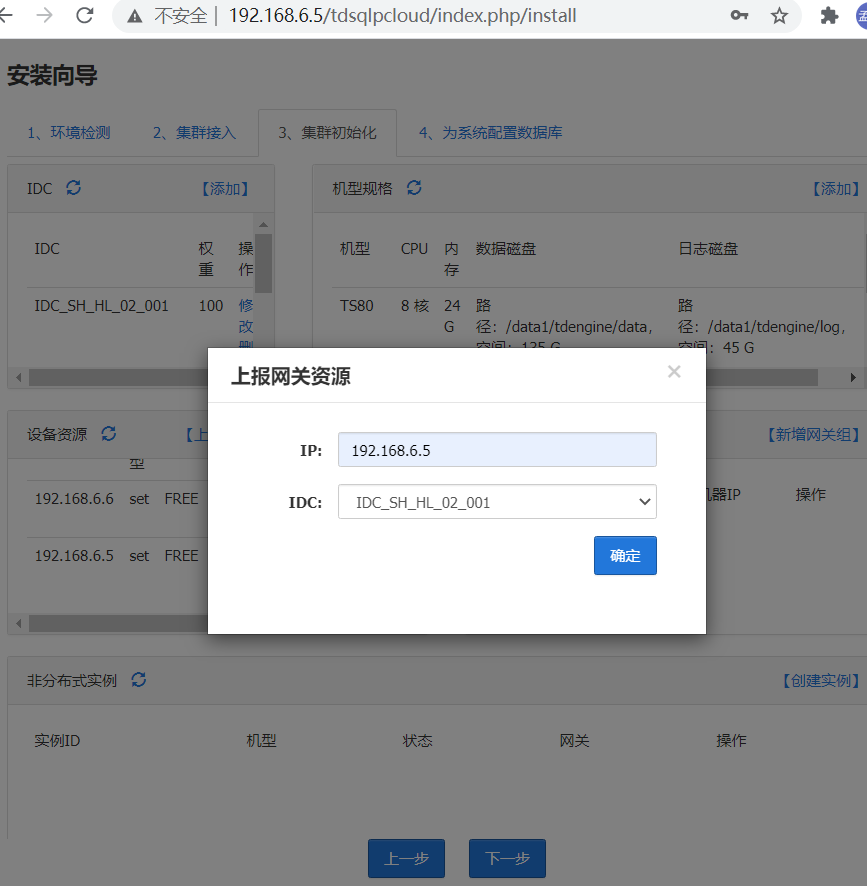 不安全 | 192.168.6.5/tdsqlpcloud/index.php/install
安装向导
1、环境检测 2、集群接入 3、集群初始化 4、为系统配置数据库
IDC 【添加】
IDC 权重 操作
IDC_SH_HL_02_001 100 修改
机型规格 【添加】
机型 CPU 内存 数据磁盘 日志磁盘
TS80 8 核 24 G 路径：/data1/tdengine/data， 路径：/data1/tdengine/log，
空间：125 G 空间：45 G
上报网关资源 ×
IP: 192.168.6.5
IDC: IDC_SH_HL_02_001
确定
设备资源 【上
型
192.168.6.6 set FREE
192.168.6.5 set FREE
【新增网关组】
器IP 操作
非分布式实例 【创建实例】
实例ID 机型 状态 网关 操作
上一步 下一步